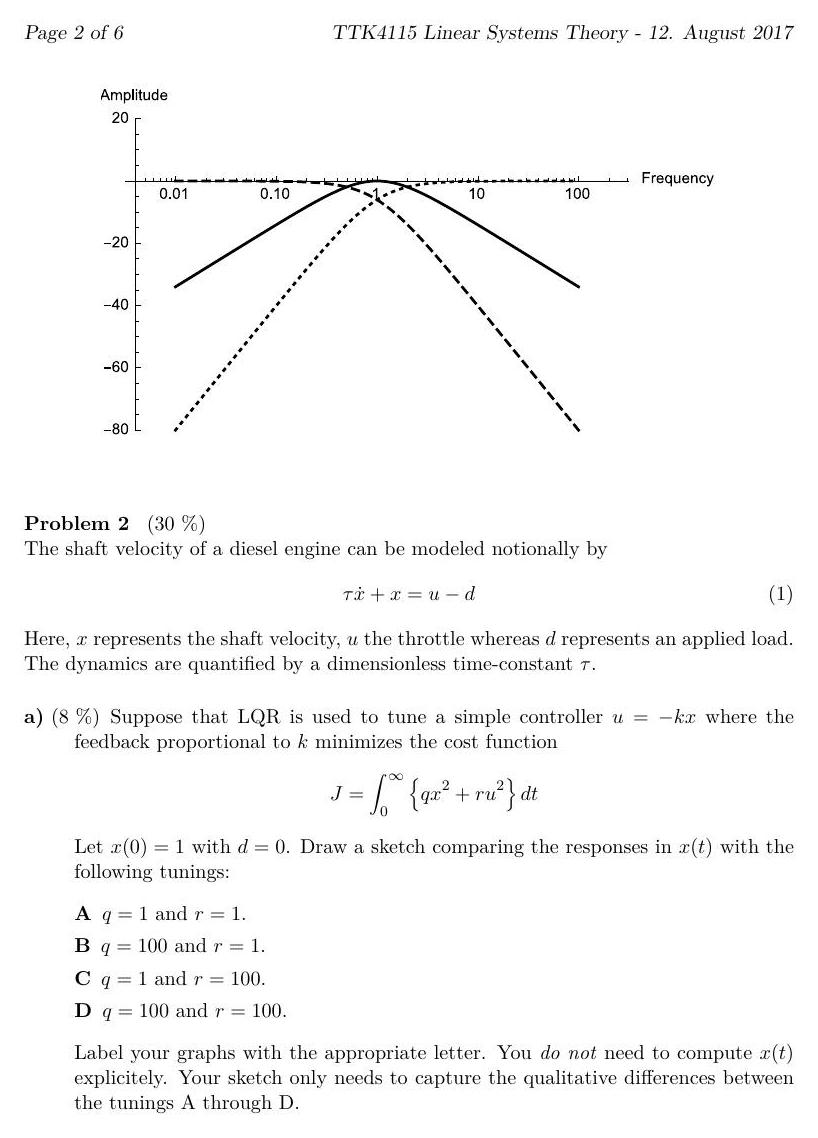 Page 2 of 6
TTK4115 Linear Systems Theory - 12. August 2017
Amplitude
20
Frequency
0.01 0.10 1 10 100
−20
−40
−60
−80
Problem 2 (30 %)
The shaft velocity of a diesel engine can be modeled notionally by
τẋ + x = u − d (1)
Here, x represents the shaft velocity, u the throttle whereas d represents an applied load.
The dynamics are quantified by a dimensionless time-constant τ.
a) (8 %) Suppose that LQR is used to tune a simple controller u = −kx where the
feedback proportional to k minimizes the cost function
J = ∫₀^∞ {qx² + ru²} dt
Let x(0) = 1 with d = 0. Draw a sketch comparing the responses in x(t) with the
following tunings:
A q = 1 and r = 1.
B q = 100 and r = 1.
C q = 1 and r = 100.
D q = 100 and r = 100.
Label your graphs with the appropriate letter. You do not need to compute x(t)
explicitely. Your sketch only needs to capture the qualitative differences between
the tunings A through D.